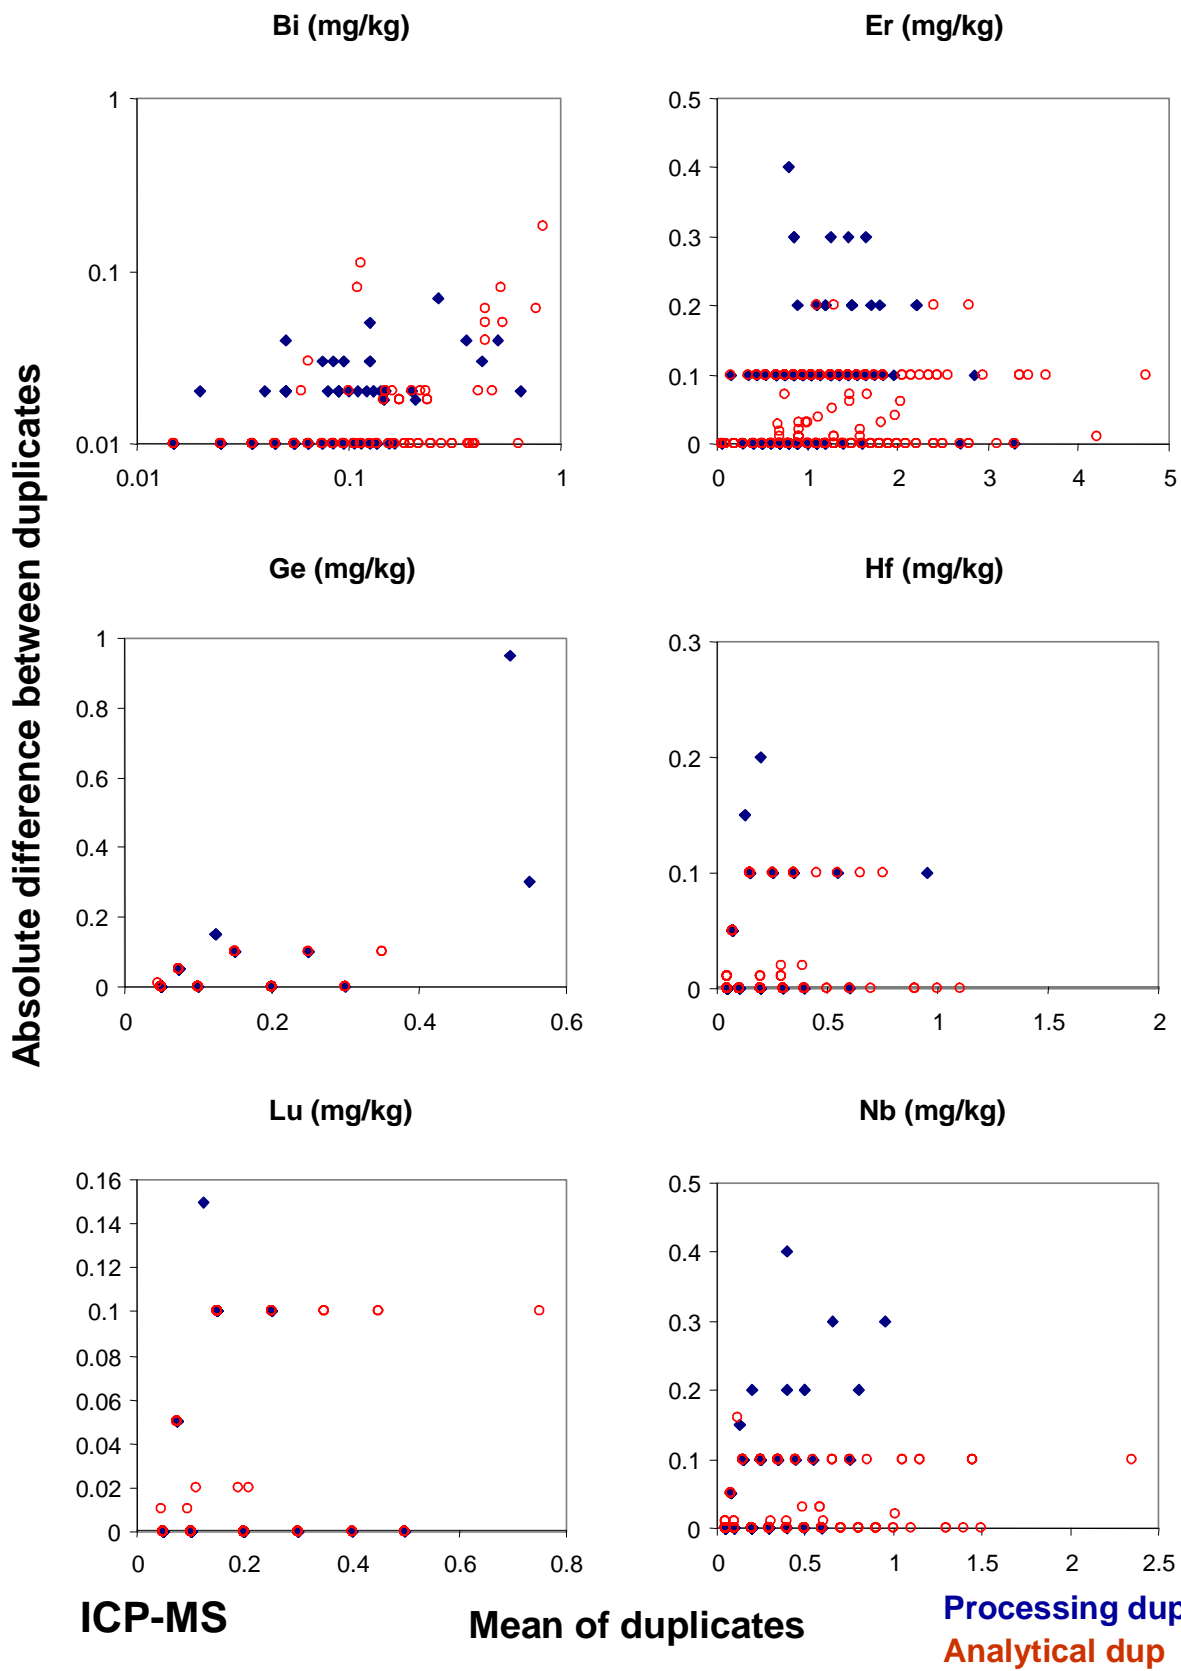 Bi (mg/kg)
Er (mg/kg)
1
0.1
0.01
0.01 0.1 1
0.5
0.4
0.3
0.2
0.1
0
0 1 2 3 4 5
Absolute difference between duplicates
Ge (mg/kg)
Hf (mg/kg)
1
0.8
0.6
0.4
0.2
0
0 0.2 0.4 0.6
0.3
0.2
0.1
0
0 0.5 1 1.5 2
Lu (mg/kg)
Nb (mg/kg)
0.16
0.14
0.12
0.1
0.08
0.06
0.04
0.02
0
0 0.2 0.4 0.6 0.8
0.5
0.4
0.3
0.2
0.1
0
0 0.5 1 1.5 2 2.5
ICP-MS
Mean of duplicates
Processing dup
Analytical dup